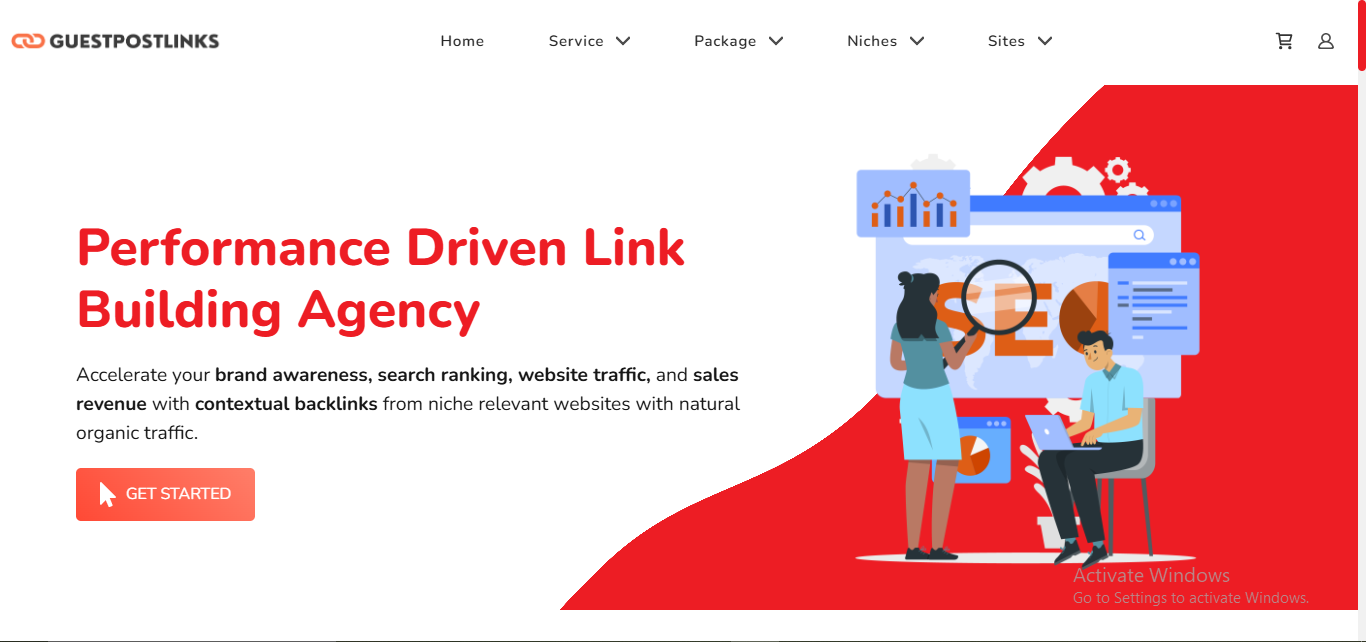 GUESTPOSTLINKS
Home
Service
Package
Niches
Sites
Performance Driven Link
Building Agency
Accelerate your brand awareness, search ranking, website traffic, and sales
revenue with contextual backlinks from niche relevant websites with natural
organic traffic.
GET STARTED
SEO
Activate Windows
Go to Settings to activate Windows.